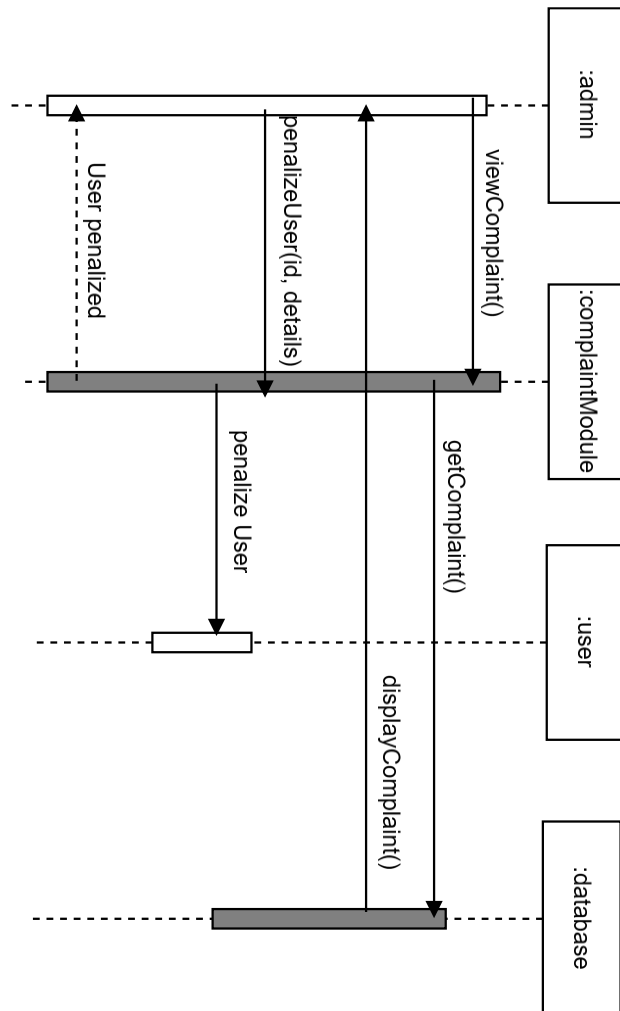 :admin
:complaintModule
:user
:database
viewComplaint()
getComplaint()
displayComplaint()
penalizeUser(id, details)
penalize User
User penalized